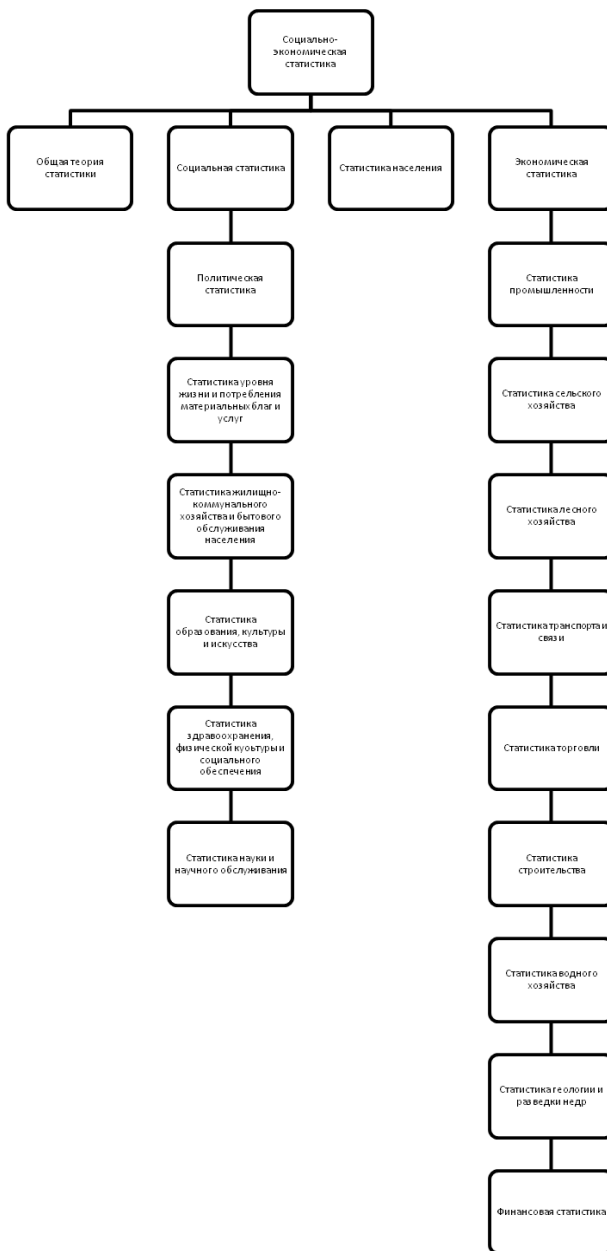 Социально-
экономическая
статистика
Общая теория
статистики
Социальная статистика
Статистика населения
Экономическая
статистика
Политическая
статистика
Статистика уровня
жизни и потребления
материальных благ и
услуг
Статистика жилищно-
коммунального
хозяйства и бытового
обслуживания
населения
Статистика
образования, культуры
и искусства
Статистика
здравоохранения,
физической куоьтуры и
социального
обеспечения
Статистика науки и
научного обслуживания
Статистика
промышленности
Статистика сельского
хозяйства
Статистика лесного
хозяйства
Статистика транспорта и
связи
Статистика торговли
Статистика
строительства
Статистика водного
хозяйства
Статистика геологии и
разведки недр
Финансовая статистика